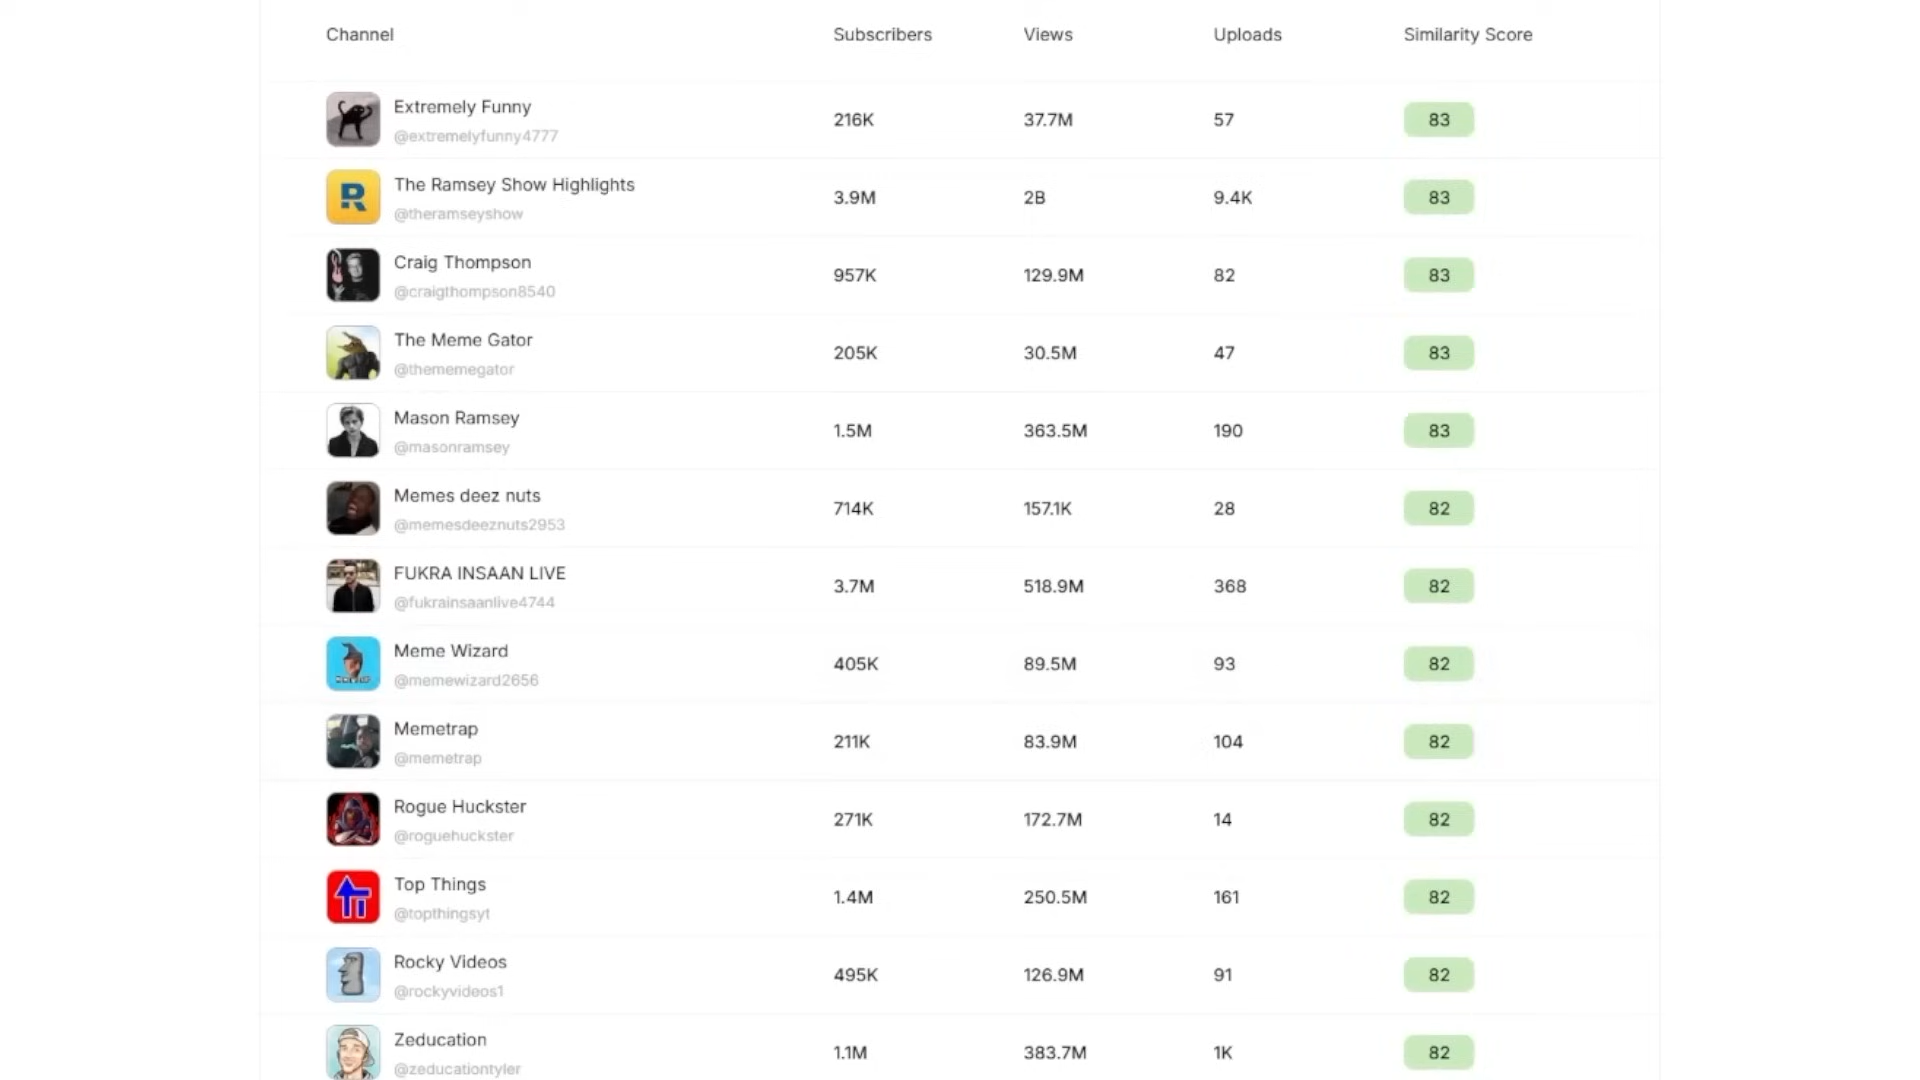 Channel Subscribers Views Uploads Similarity Score
Extremely Funny
@extremelyfunny4777
216K 37.7M 57 83
R
The Ramsey Show Highlights
@theramseyshow
3.9M 2B 9.4K 83
Craig Thompson
@craigthompson8540
957K 129.9M 82 83
The Meme Gator
@thememegator
205K 30.5M 47 83
Mason Ramsey
@masonramsey
1.5M 363.5M 190 83
Memes deez nuts
@memesdeeznuts2953
714K 157.1K 28 82
FUKRA INSAAN LIVE
@fukrainsaanlive4744
3.7M 518.9M 368 82
Meme Wizard
@memewizard2656
405K 89.5M 93 82
Memetrap
@memetrap
211K 83.9M 104 82
Rogue Huckster
@roguehuckster
271K 172.7M 14 82
Top Things
@topthingsyt
1.4M 250.5M 161 82
Rocky Videos
@rockyvideos1
495K 126.9M 91 82
Zeducation
@zeducationtyler
1.1M 383.7M 1K 82